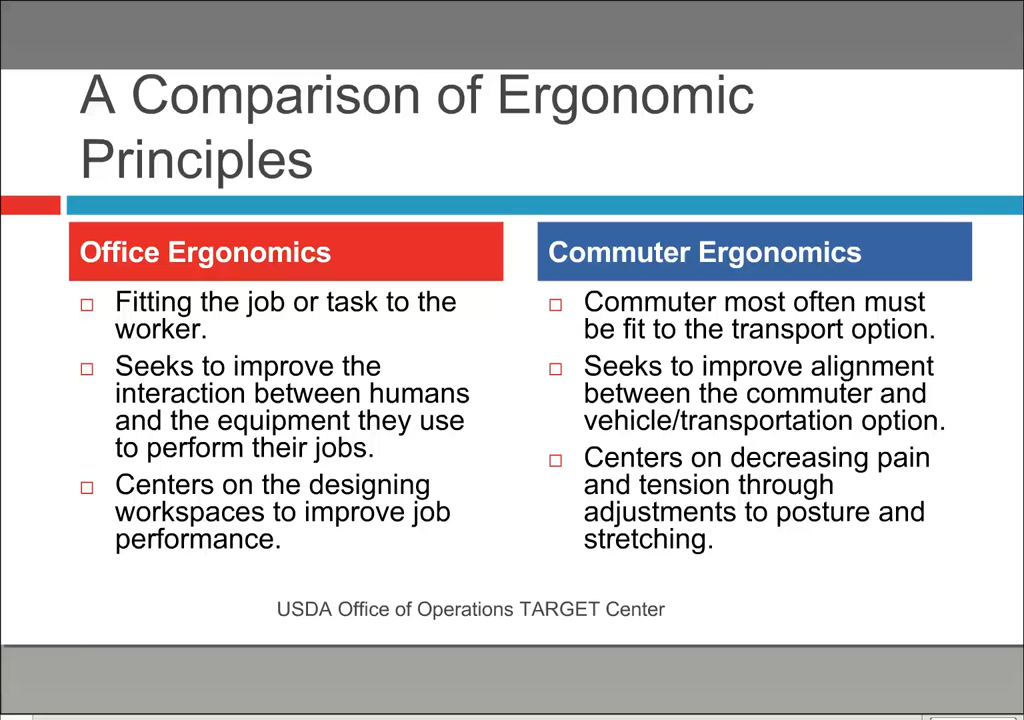 A Comparison of Ergonomic
Principles
Office Ergonomics
Fitting the job or task to the
worker.
Seeks to improve the
interaction between humans
and the equipment they use
to perform their jobs.
Centers on the designing
workspaces to improve job
performance.
Commuter Ergonomics
Commuter most often must
be fit to the transport option.
Seeks to improve alignment
between the commuter and
vehicle/transportation option.
Centers on decreasing pain
and tension through
adjustments to posture and
stretching.
USDA Office of Operations TARGET Center